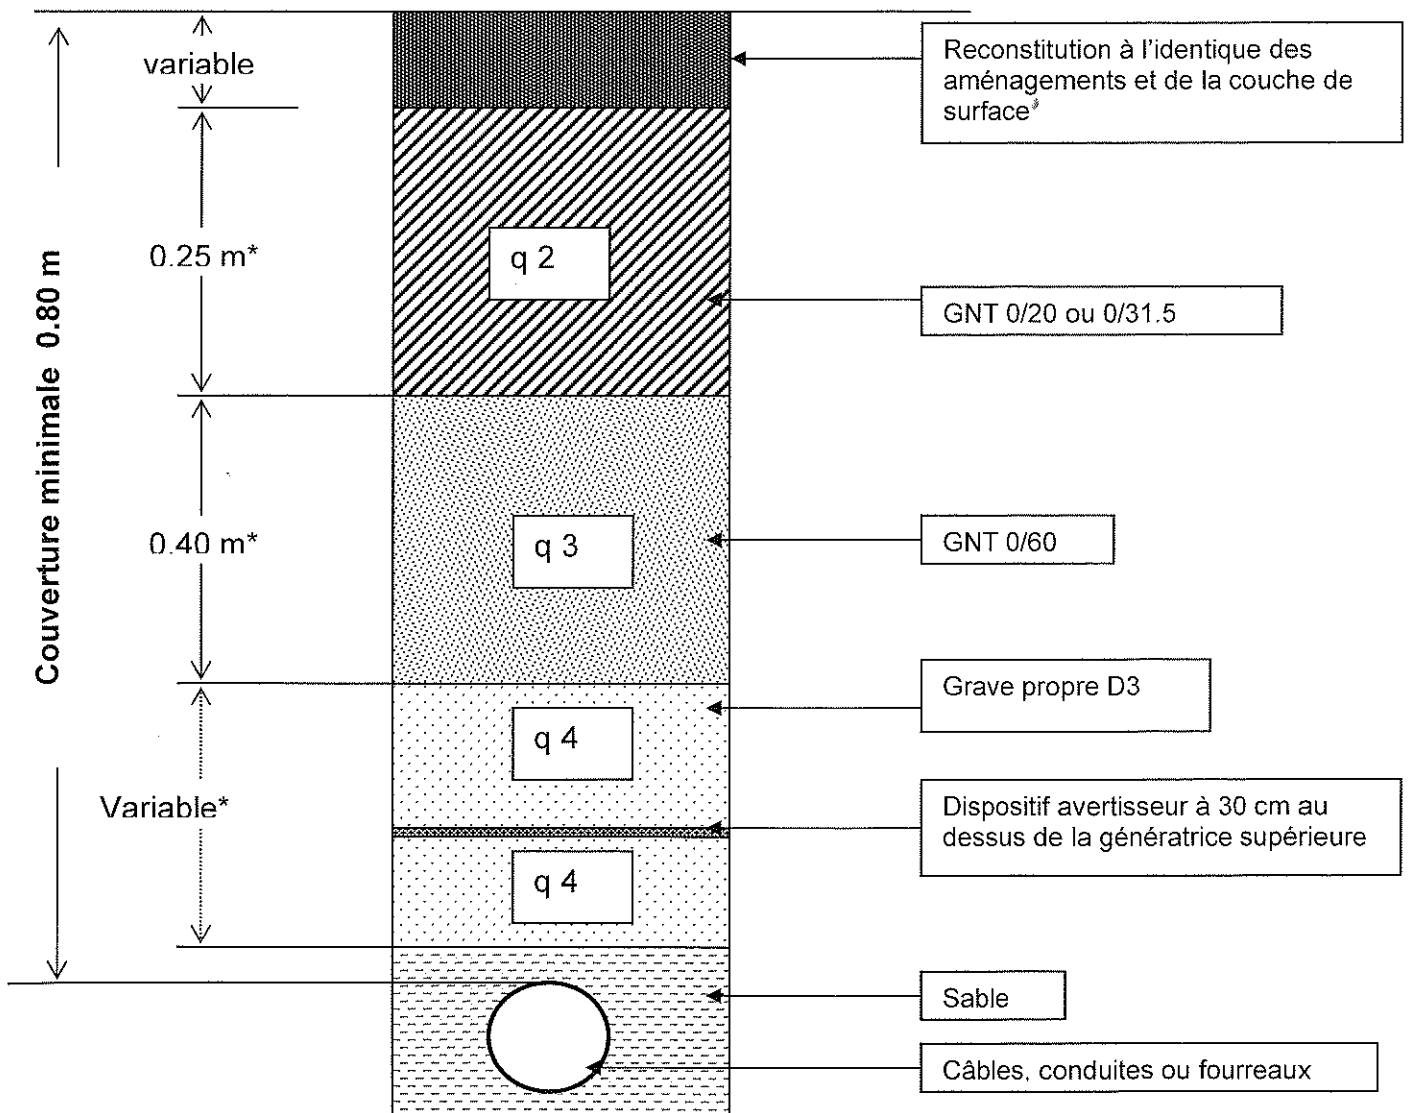 Couverture minimale 0.80 m
variable
Reconstitution à l'identique des
aménagements et de la couche de
surface
0.25 m*
q 2
GNT 0/20 ou 0/31.5
0.40 m*
q 3
GNT 0/60
Grave propre D3
q 4
Variable*
Dispositif avertisseur à 30 cm au
dessus de la génératrice supérieure
q 4
Sable
Câbles, conduites ou fourreaux